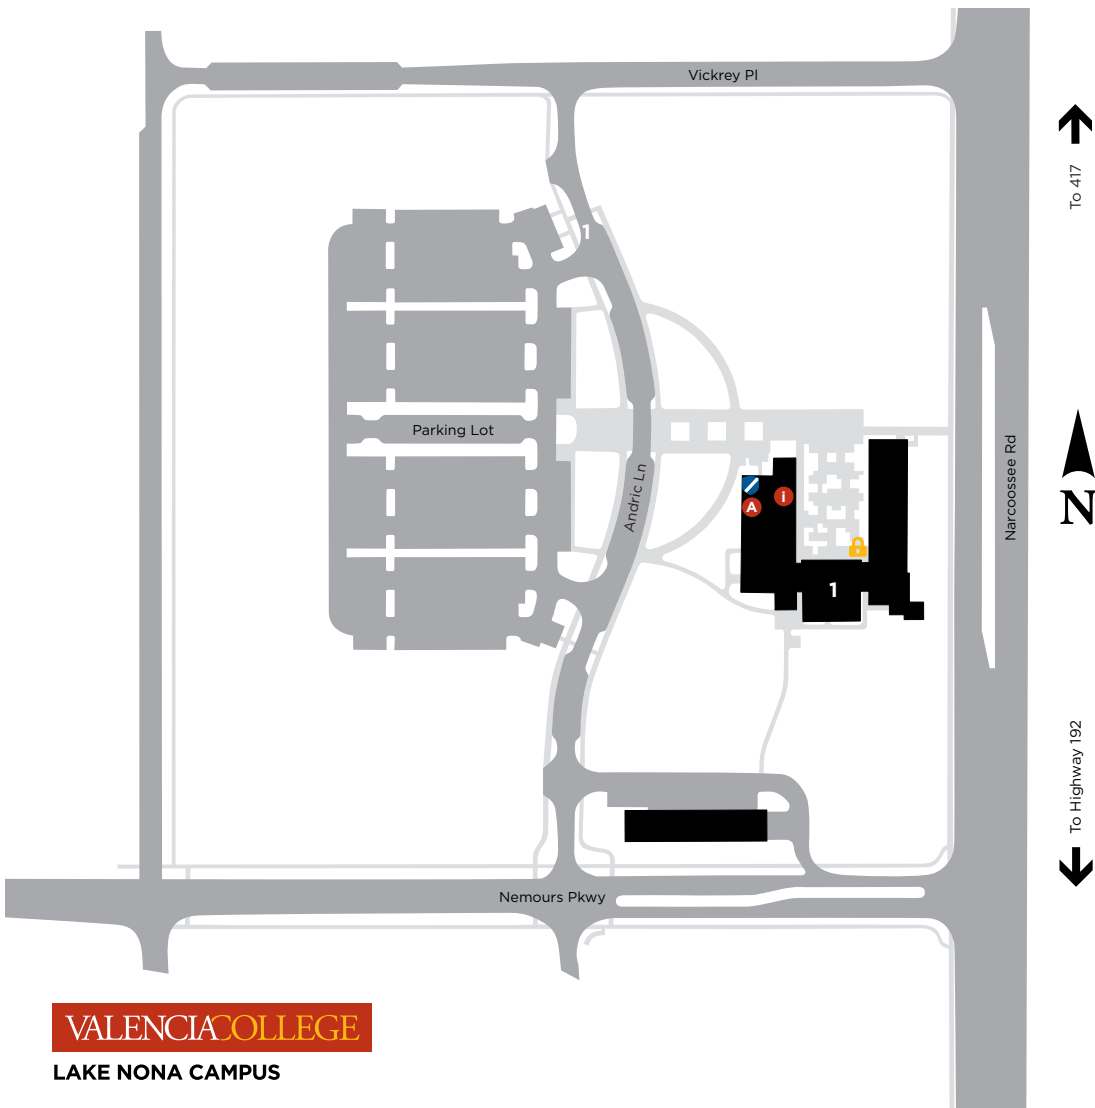 Vickrey Pl
To 417
1
Parking Lot
Andric Ln
A
i
1
Narcoossee Rd
N
To Highway 192
Nemours Pkwy
VALENCIACOLLEGE
LAKE NONA CAMPUS